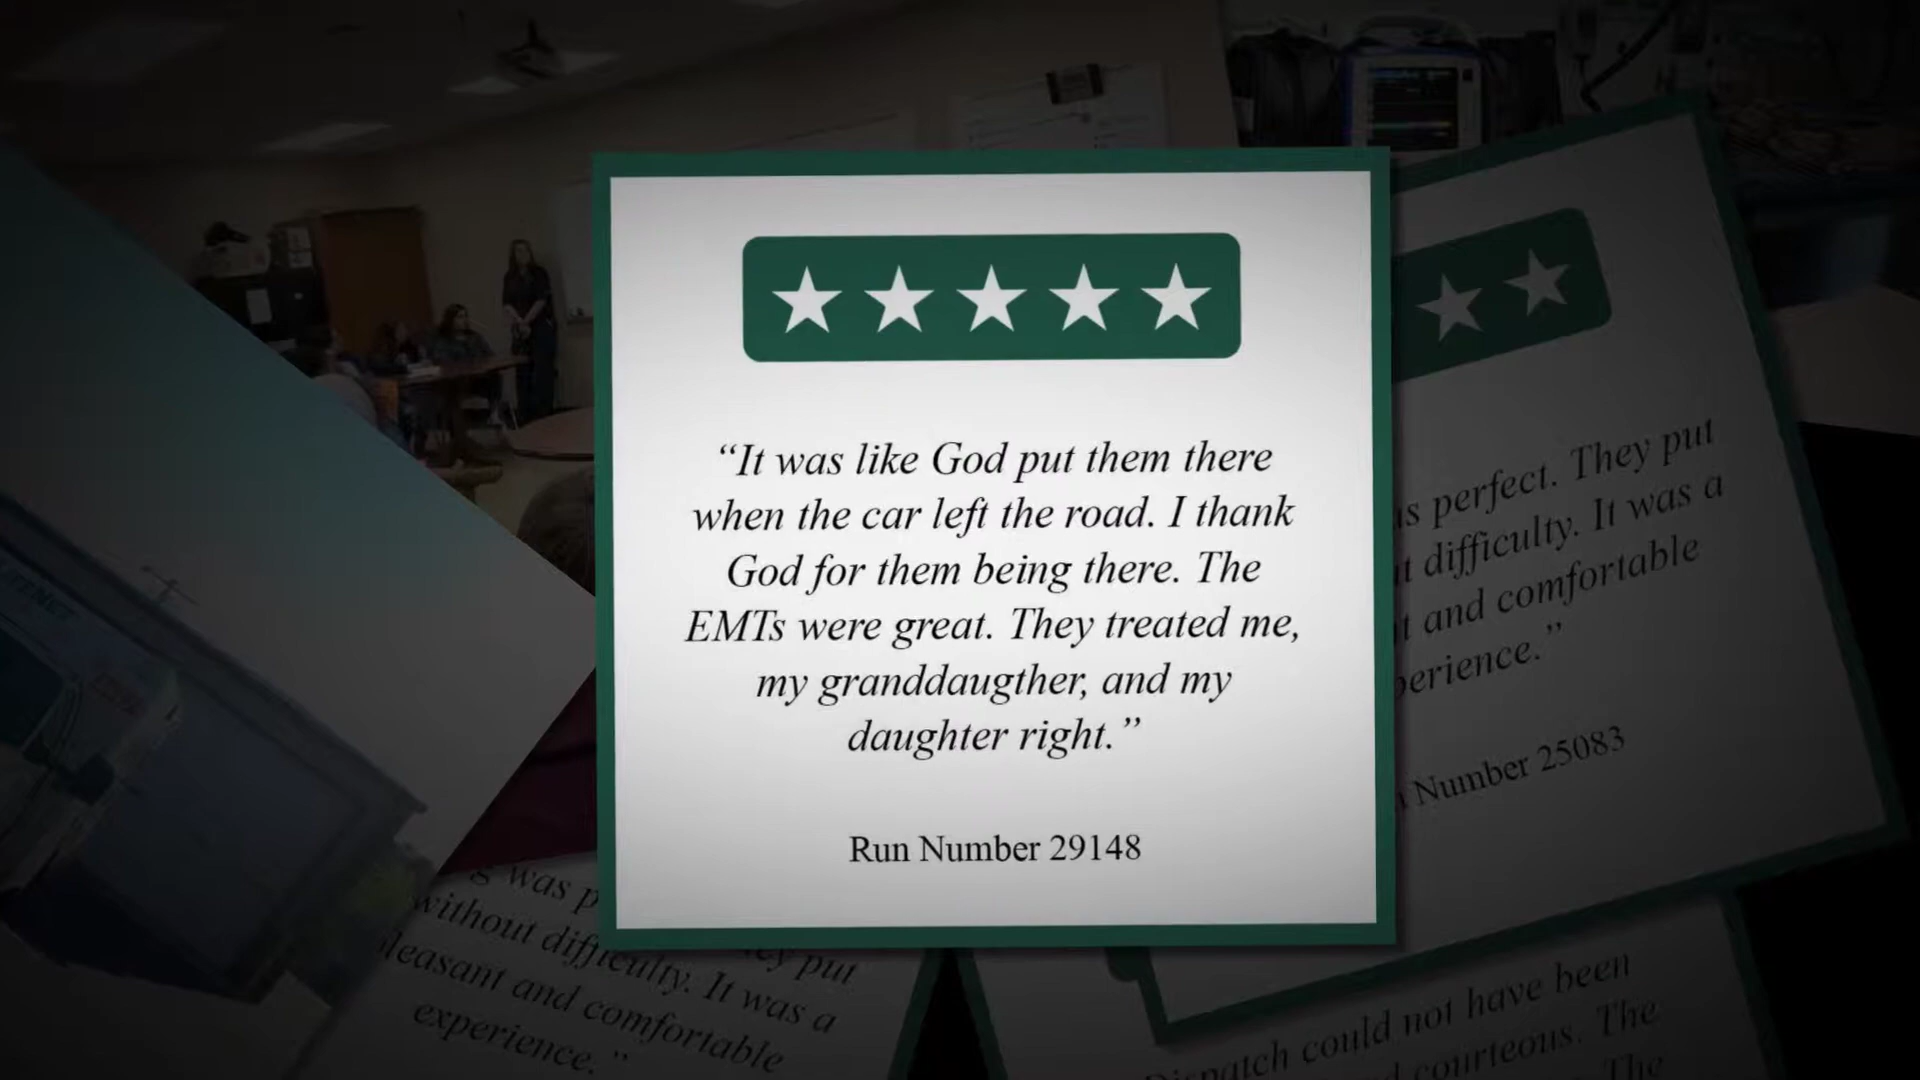 “It was like God put them there
when the car left the road. I thank
God for them being there. The
EMTs were great. They treated me,
my granddaugther, and my
daughter right.”
Run Number 29148
perfect. They put
difficulty. It was a
and comfortable
Number 25083
was
without difficulty. It was a
and comfortable
experience.”
put
could not have been
courteous. The
The